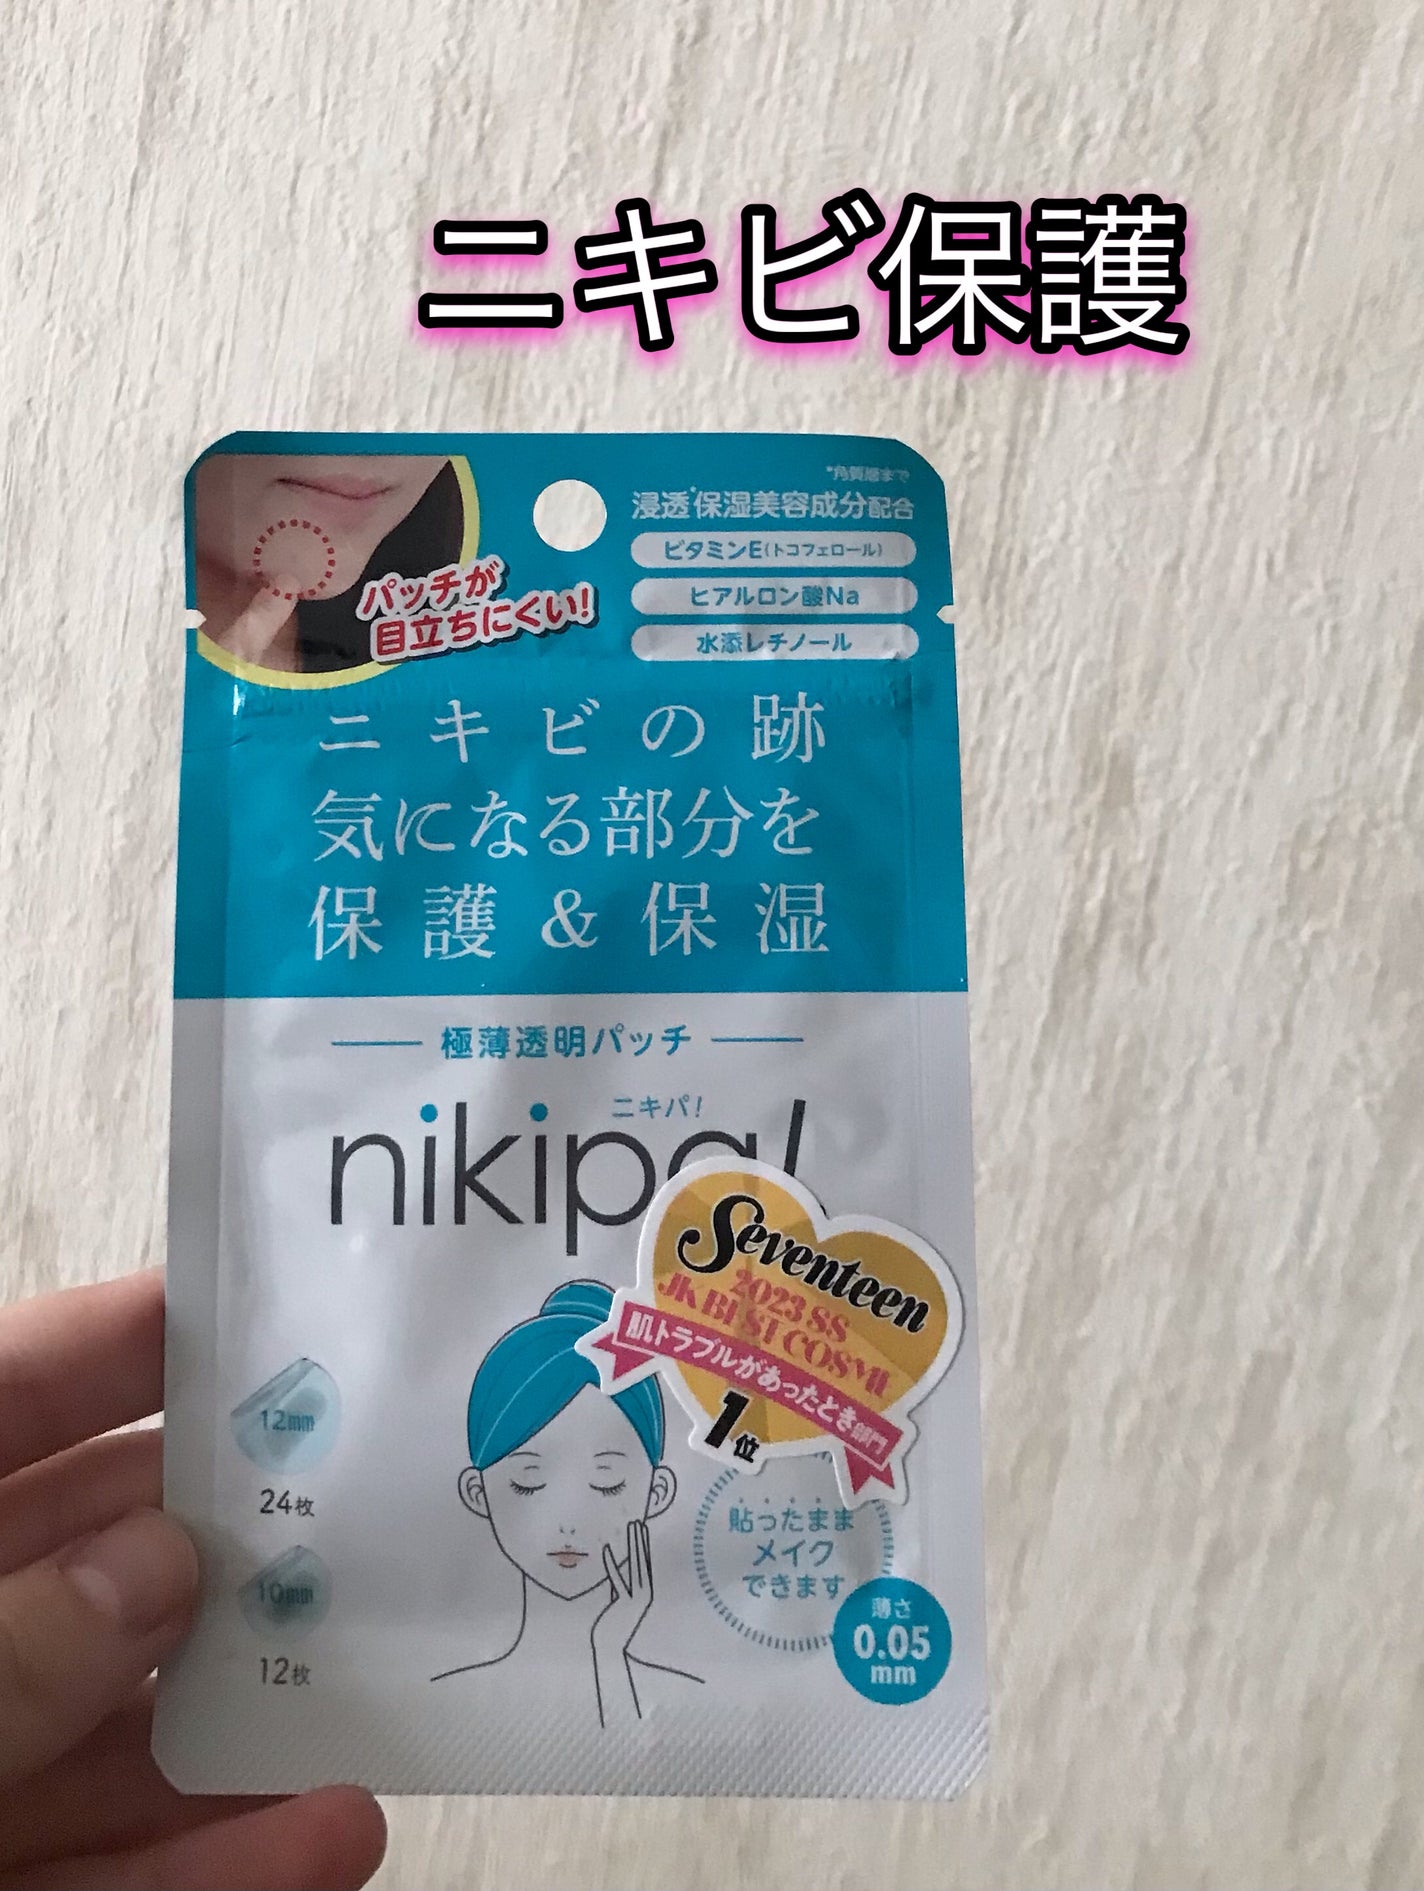 ニキビ保護
*角質層まで
浸透*保湿美容成分配合
ビタミンE(トコフェロール)
ヒアルロン酸Na
水添レチノール
パッチが
目立ちにくい!
ニキビの跡
気になる部分を
保護&保湿
極薄透明パッチ
ニキパ!
nikipa!
Seventeen
2023 SS
JK BEST COSME
肌トラブルがあったとき部門
1位
12mm
24枚
10mm
12枚
貼ったまま
メイク
できます
薄さ
0.05
mm